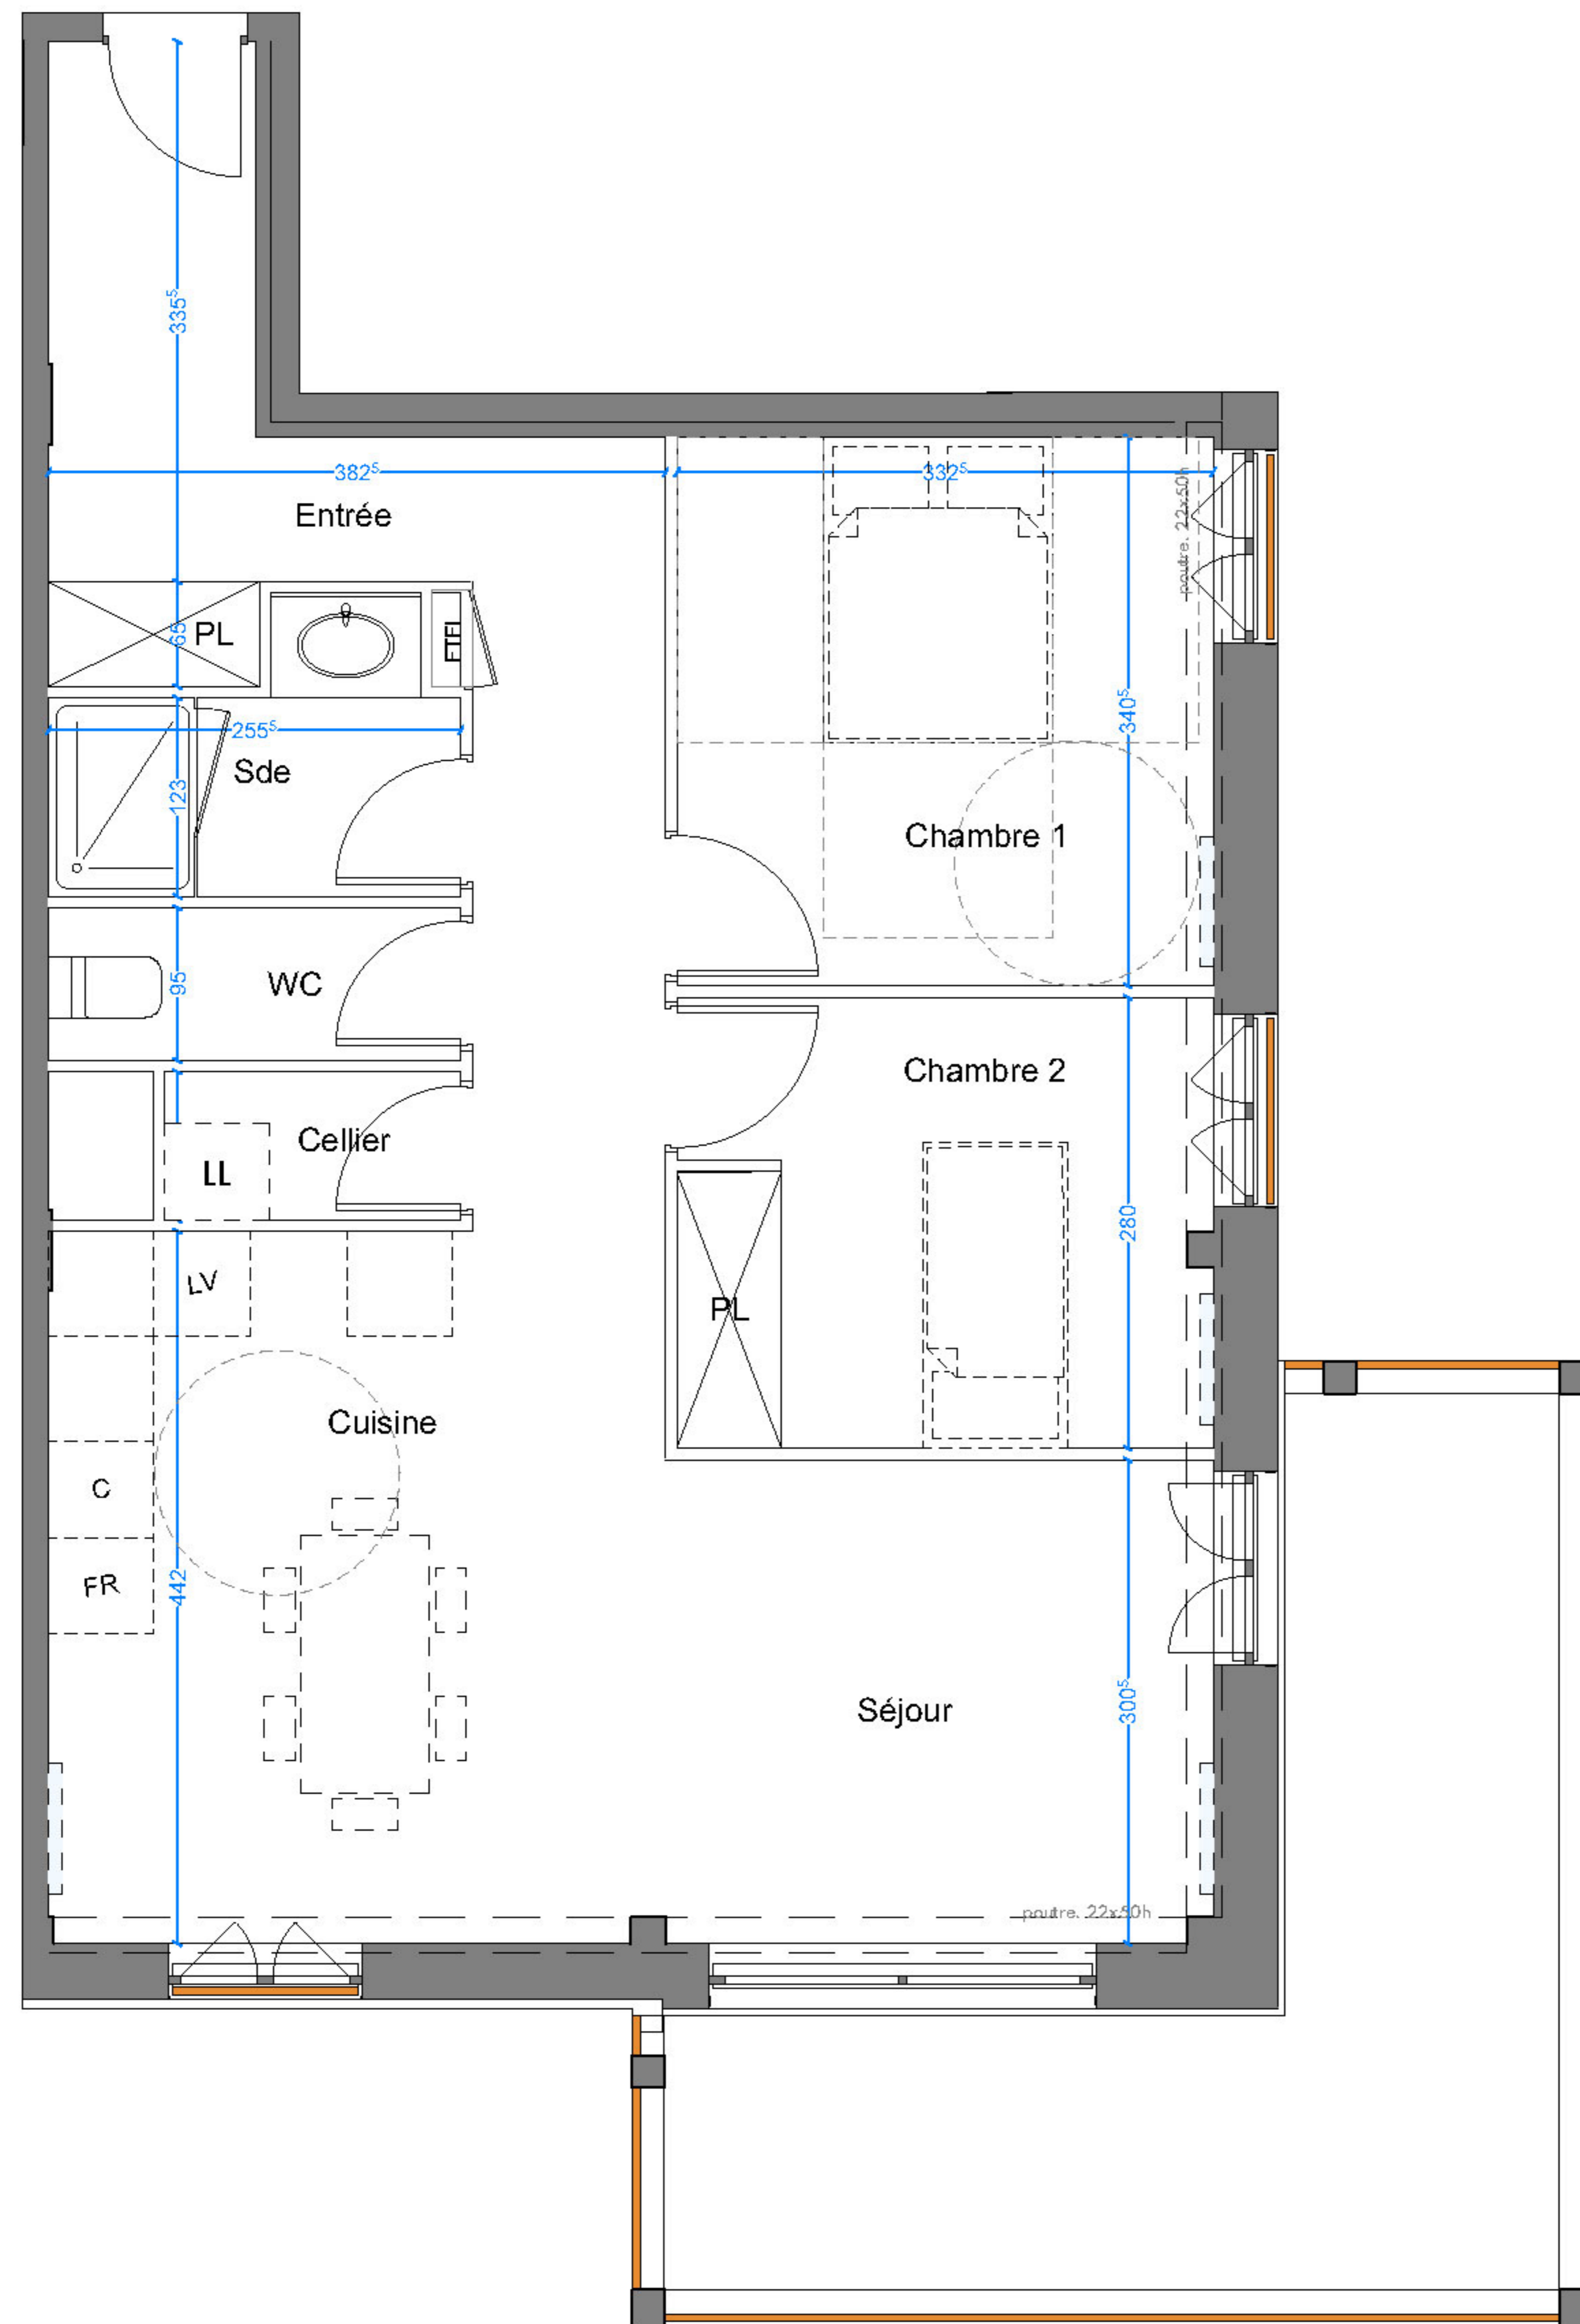 335⁵
382⁵
332⁵
Entrée
poutre. 22x50h
65
PL
ETEL
340⁵
255⁵
Sde
123
Chambre 1
95
WC
Chambre 2
Cellier
LL
280
LV
PL
Cuisine
C
FR
442
300⁵
Séjour
poutre. 22x50h